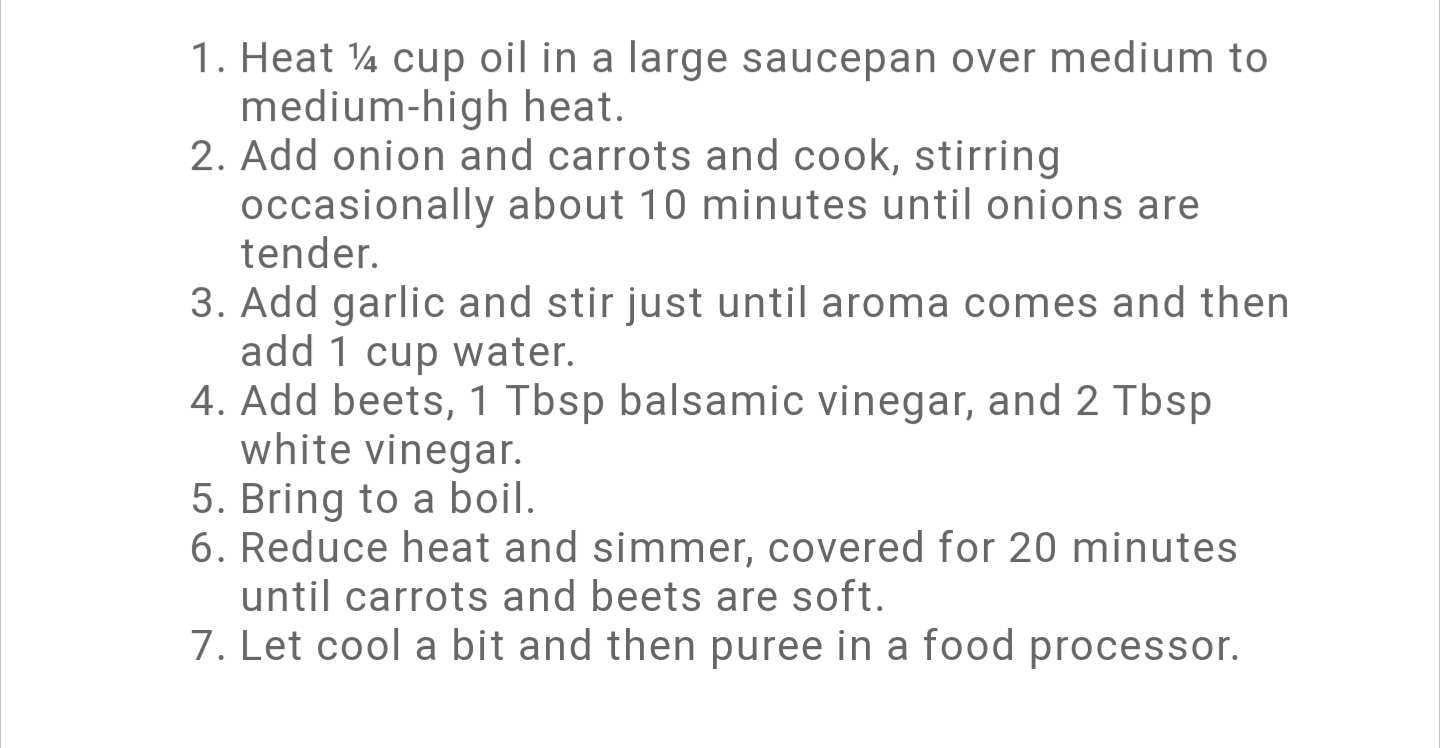 1. Heat ¼ cup oil in a large saucepan over medium to
medium-high heat.
2. Add onion and carrots and cook, stirring
occasionally about 10 minutes until onions are
tender.
3. Add garlic and stir just until aroma comes and then
add 1 cup water.
4. Add beets, 1 Tbsp balsamic vinegar, and 2 Tbsp
white vinegar.
5. Bring to a boil.
6. Reduce heat and simmer, covered for 20 minutes
until carrots and beets are soft.
7. Let cool a bit and then puree in a food processor.